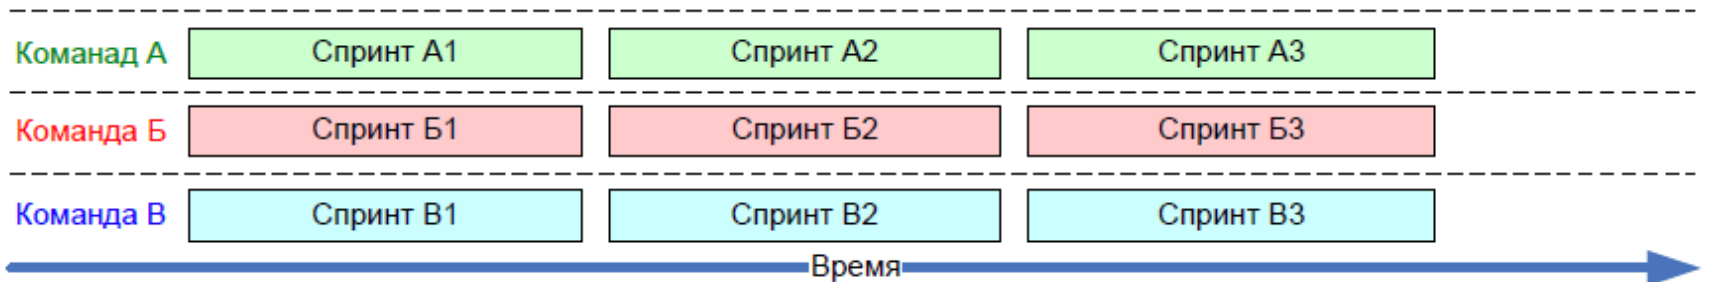 Команад А Спринт А1 Спринт А2 Спринт А3
Команда Б Спринт Б1 Спринт Б2 Спринт Б3
Команда В Спринт В1 Спринт В2 Спринт В3
Время